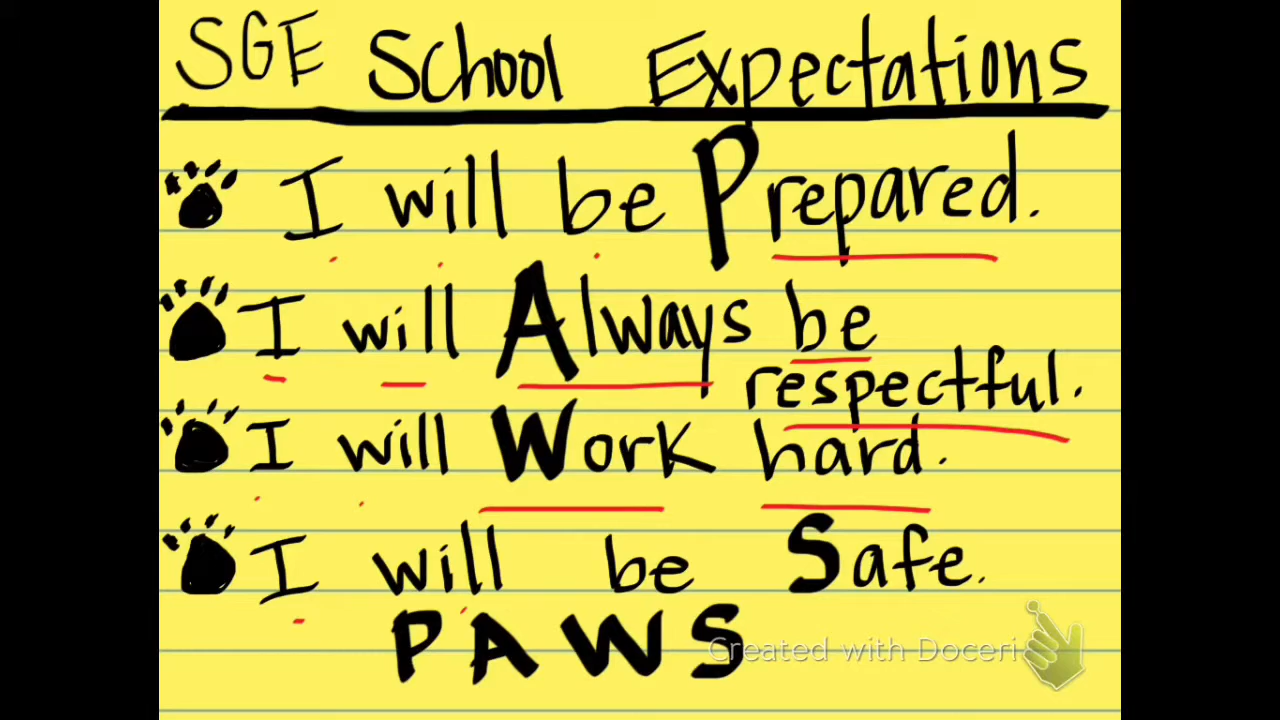 SGE School Expectations
I will be Prepared.
I will Always be
respectful.
I will Work hard.
I will be Safe.
PAWS
Created with Doceri